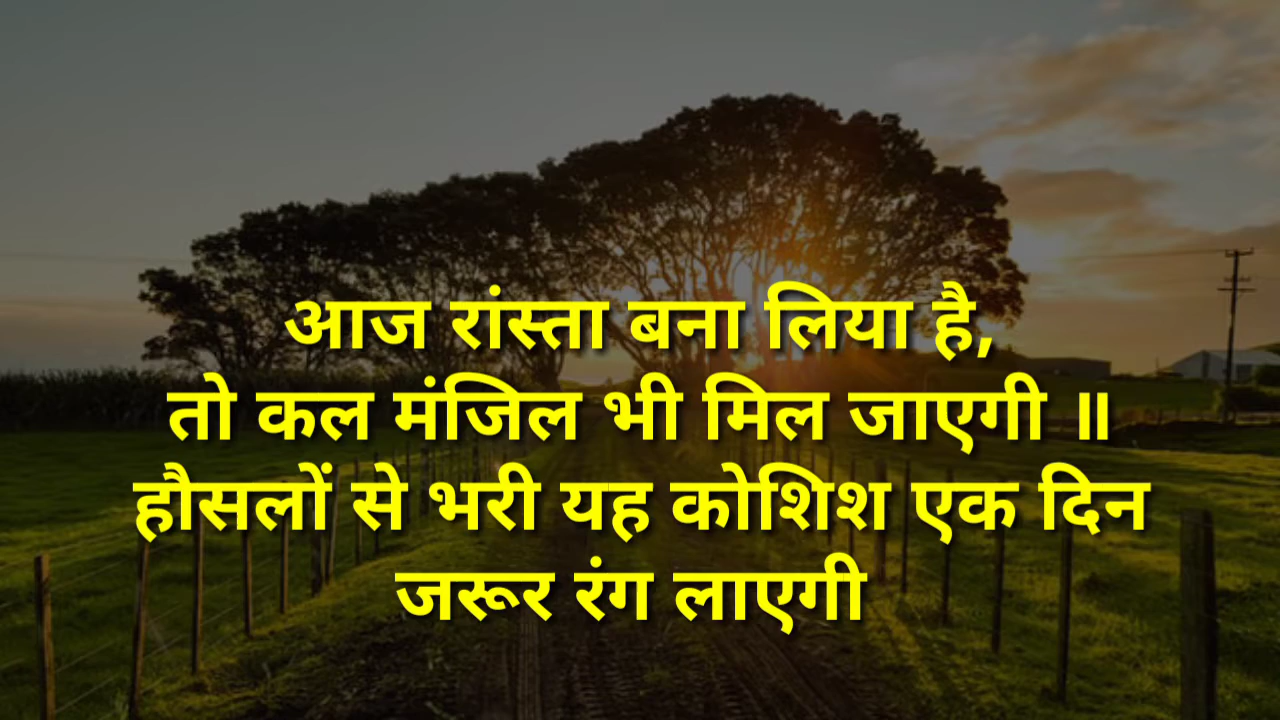 आज रांस्ता बना लिया है,
तो कल मंजिल भी मिल जाएगी ॥
हौसलों से भरी यह कोशिश एक दिन
जरूर रंग लाएगी